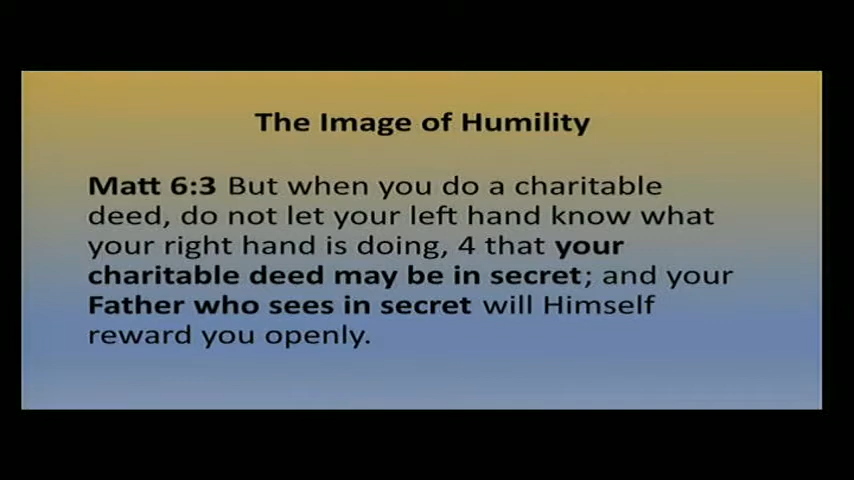 The Image of Humility
Matt 6:3 But when you do a charitable
deed, do not let your left hand know what
your right hand is doing, 4 that your
charitable deed may be in secret; and your
Father who sees in secret will Himself
reward you openly.